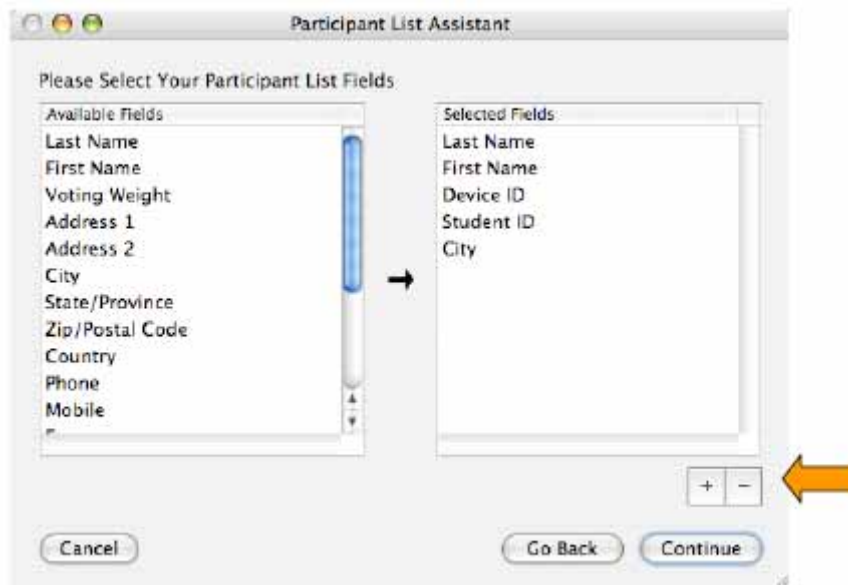 Participant List Assistant
Please Select Your Participant List Fields
Available Fields
Last Name
First Name
Voting Weight
Address 1
Address 2
City
State/Province
Zip/Postal Code
Country
Phone
Mobile
Selected Fields
Last Name
First Name
Device ID
Student ID
City
+ −
Cancel
Go Back
Continue